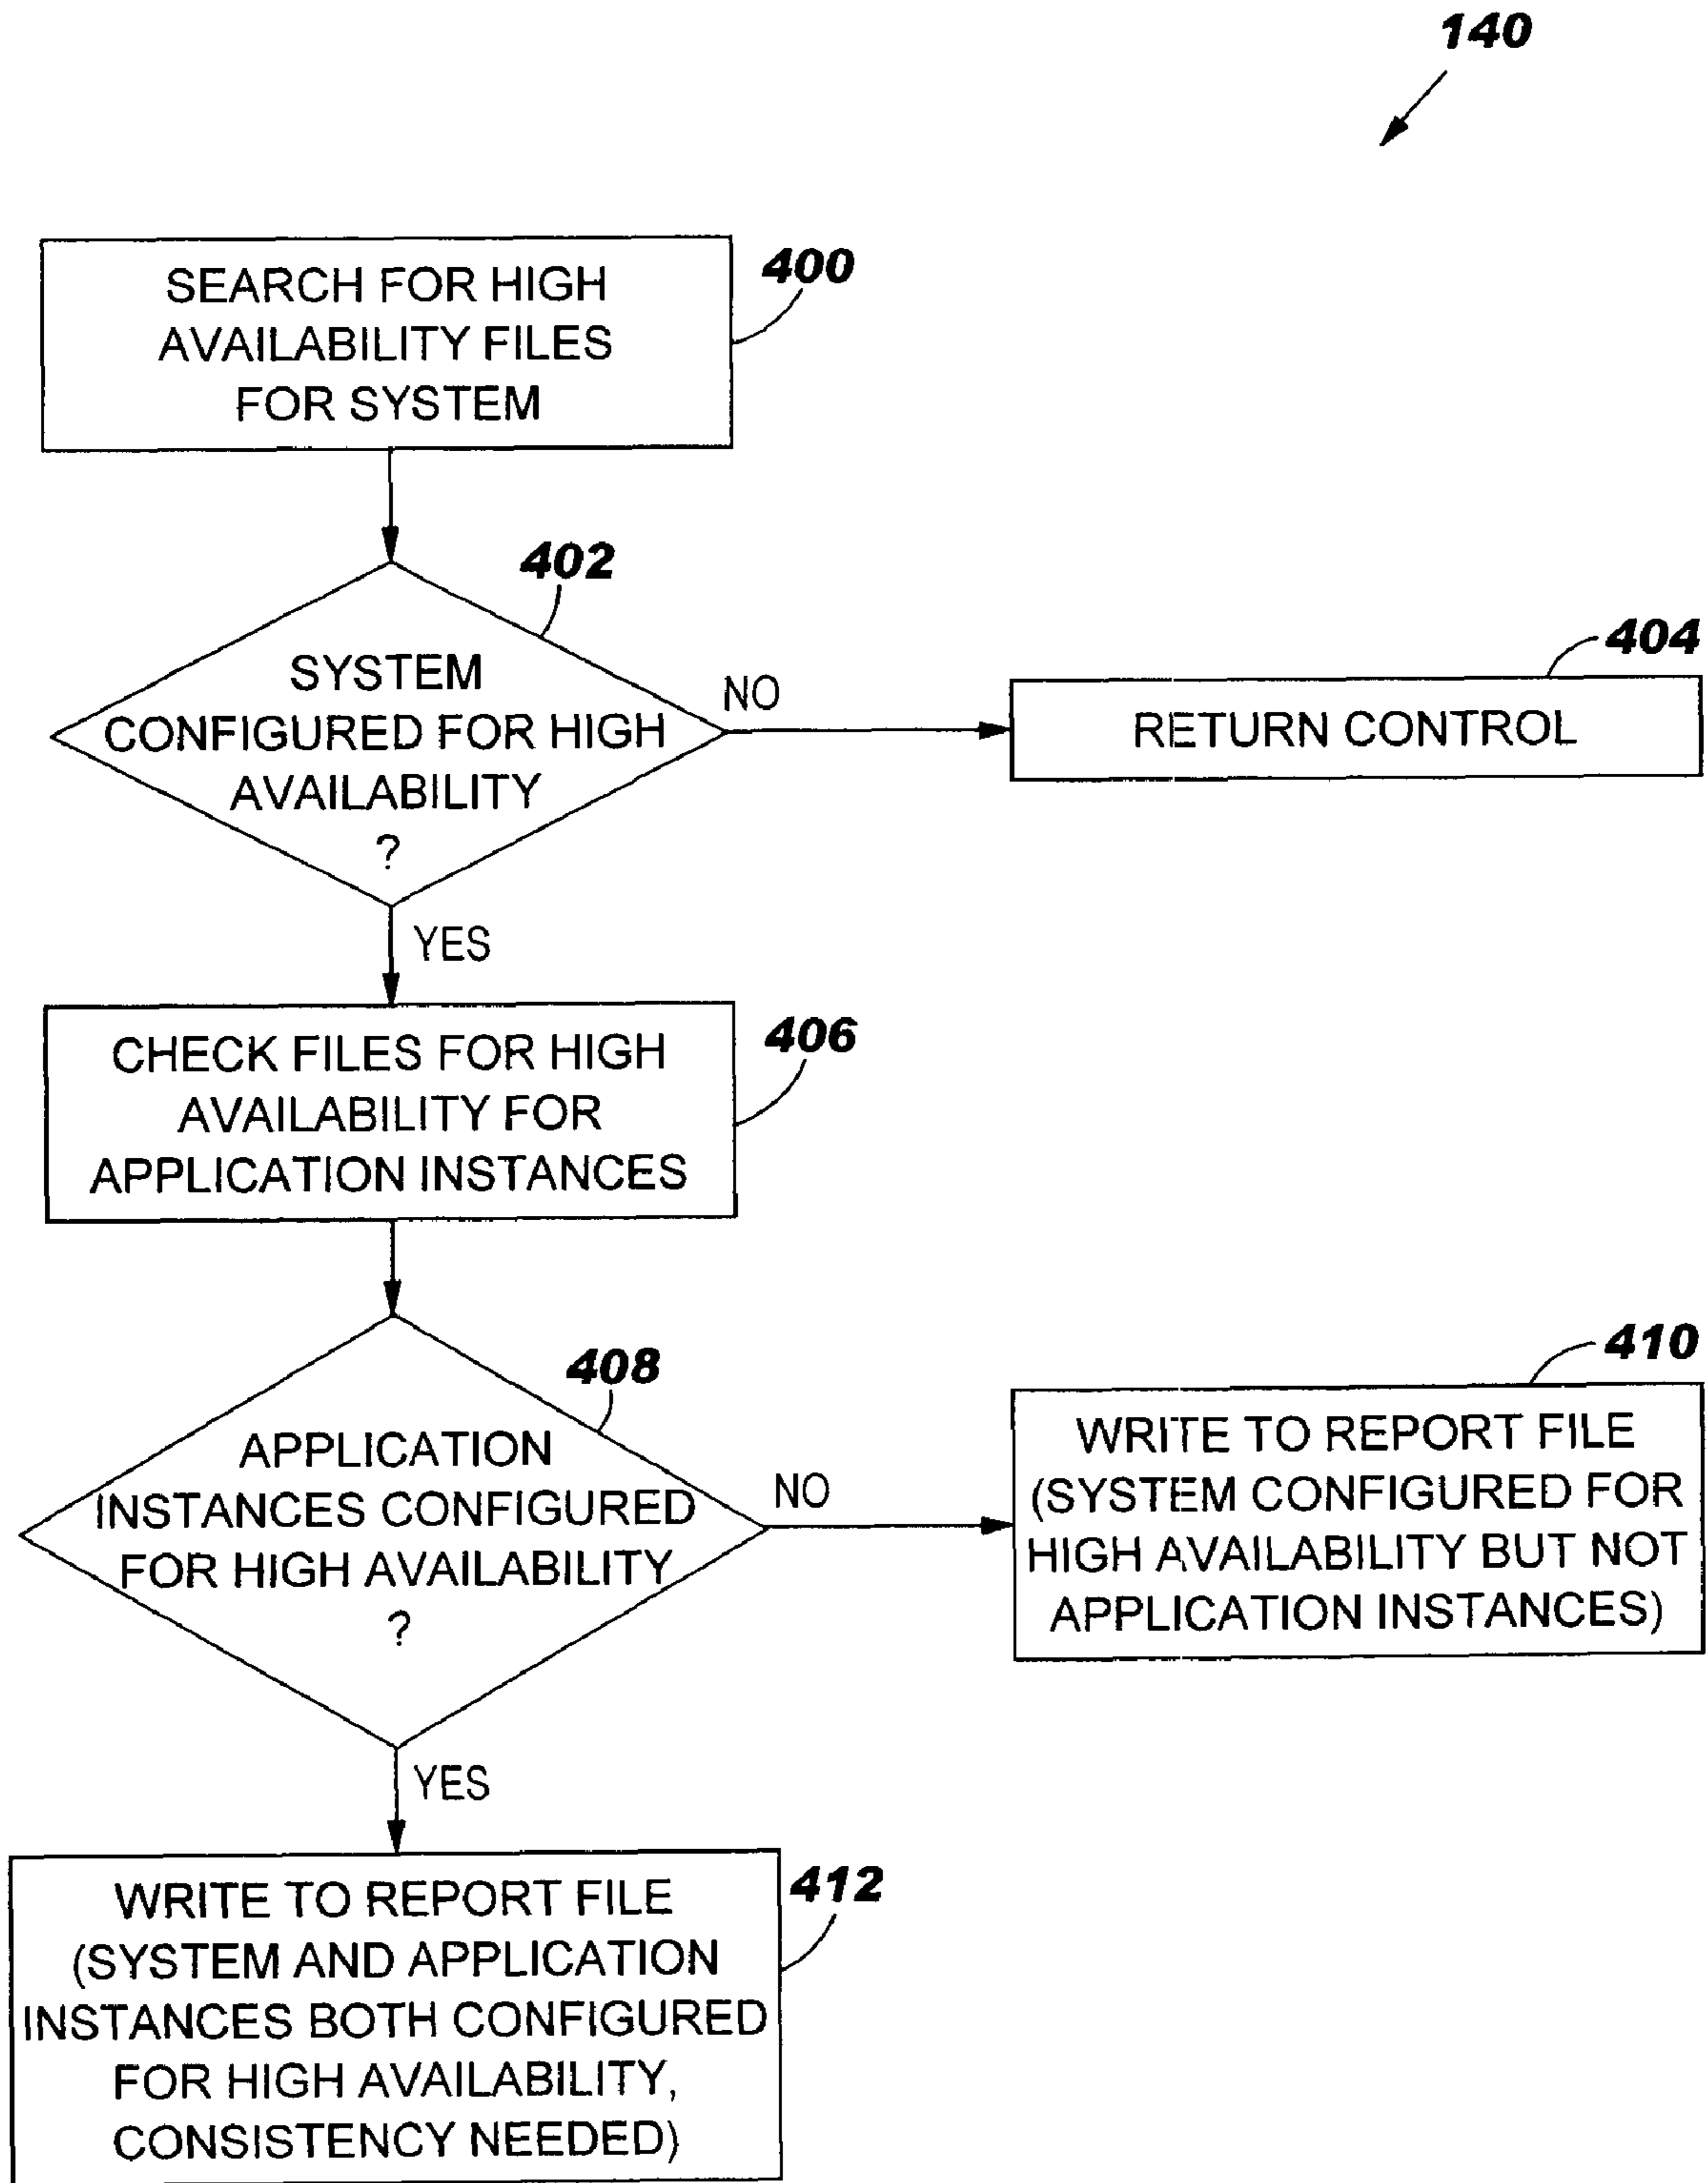 140
SEARCH FOR HIGH
AVAILABILITY FILES
FOR SYSTEM
400
402
SYSTEM
CONFIGURED FOR HIGH
AVAILABILITY
?
NO
404
RETURN CONTROL
YES
CHECK FILES FOR HIGH
AVAILABILITY FOR
APPLICATION INSTANCES
406
408
APPLICATION
INSTANCES CONFIGURED
FOR HIGH AVAILABILITY
?
NO
410
WRITE TO REPORT FILE
(SYSTEM CONFIGURED FOR
HIGH AVAILABILITY BUT NOT
APPLICATION INSTANCES)
YES
WRITE TO REPORT FILE
(SYSTEM AND APPLICATION
INSTANCES BOTH CONFIGURED
FOR HIGH AVAILABILITY,
CONSISTENCY NEEDED)
412